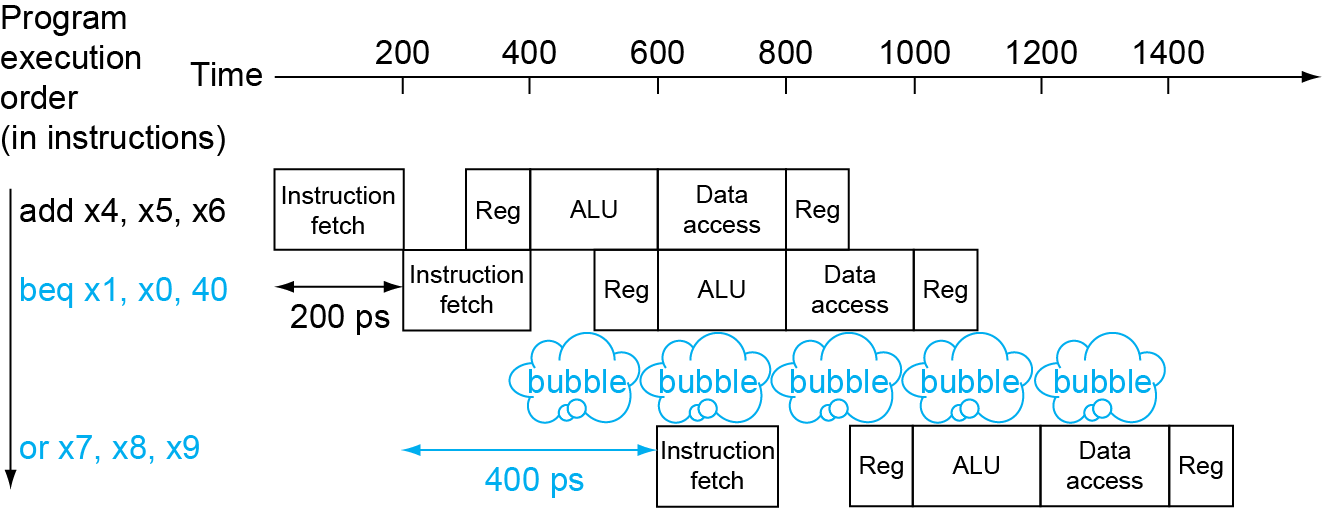 Program
execution
order
(in instructions)
Time
200 400 600 800 1000 1200 1400
add x4, x5, x6
Instruction
fetch
Reg
ALU
Data
access
Reg
beq x1, x0, 40
200 ps
Instruction
fetch
Reg
ALU
Data
access
Reg
bubble bubble bubble bubble bubble
or x7, x8, x9
400 ps
Instruction
fetch
Reg
ALU
Data
access
Reg